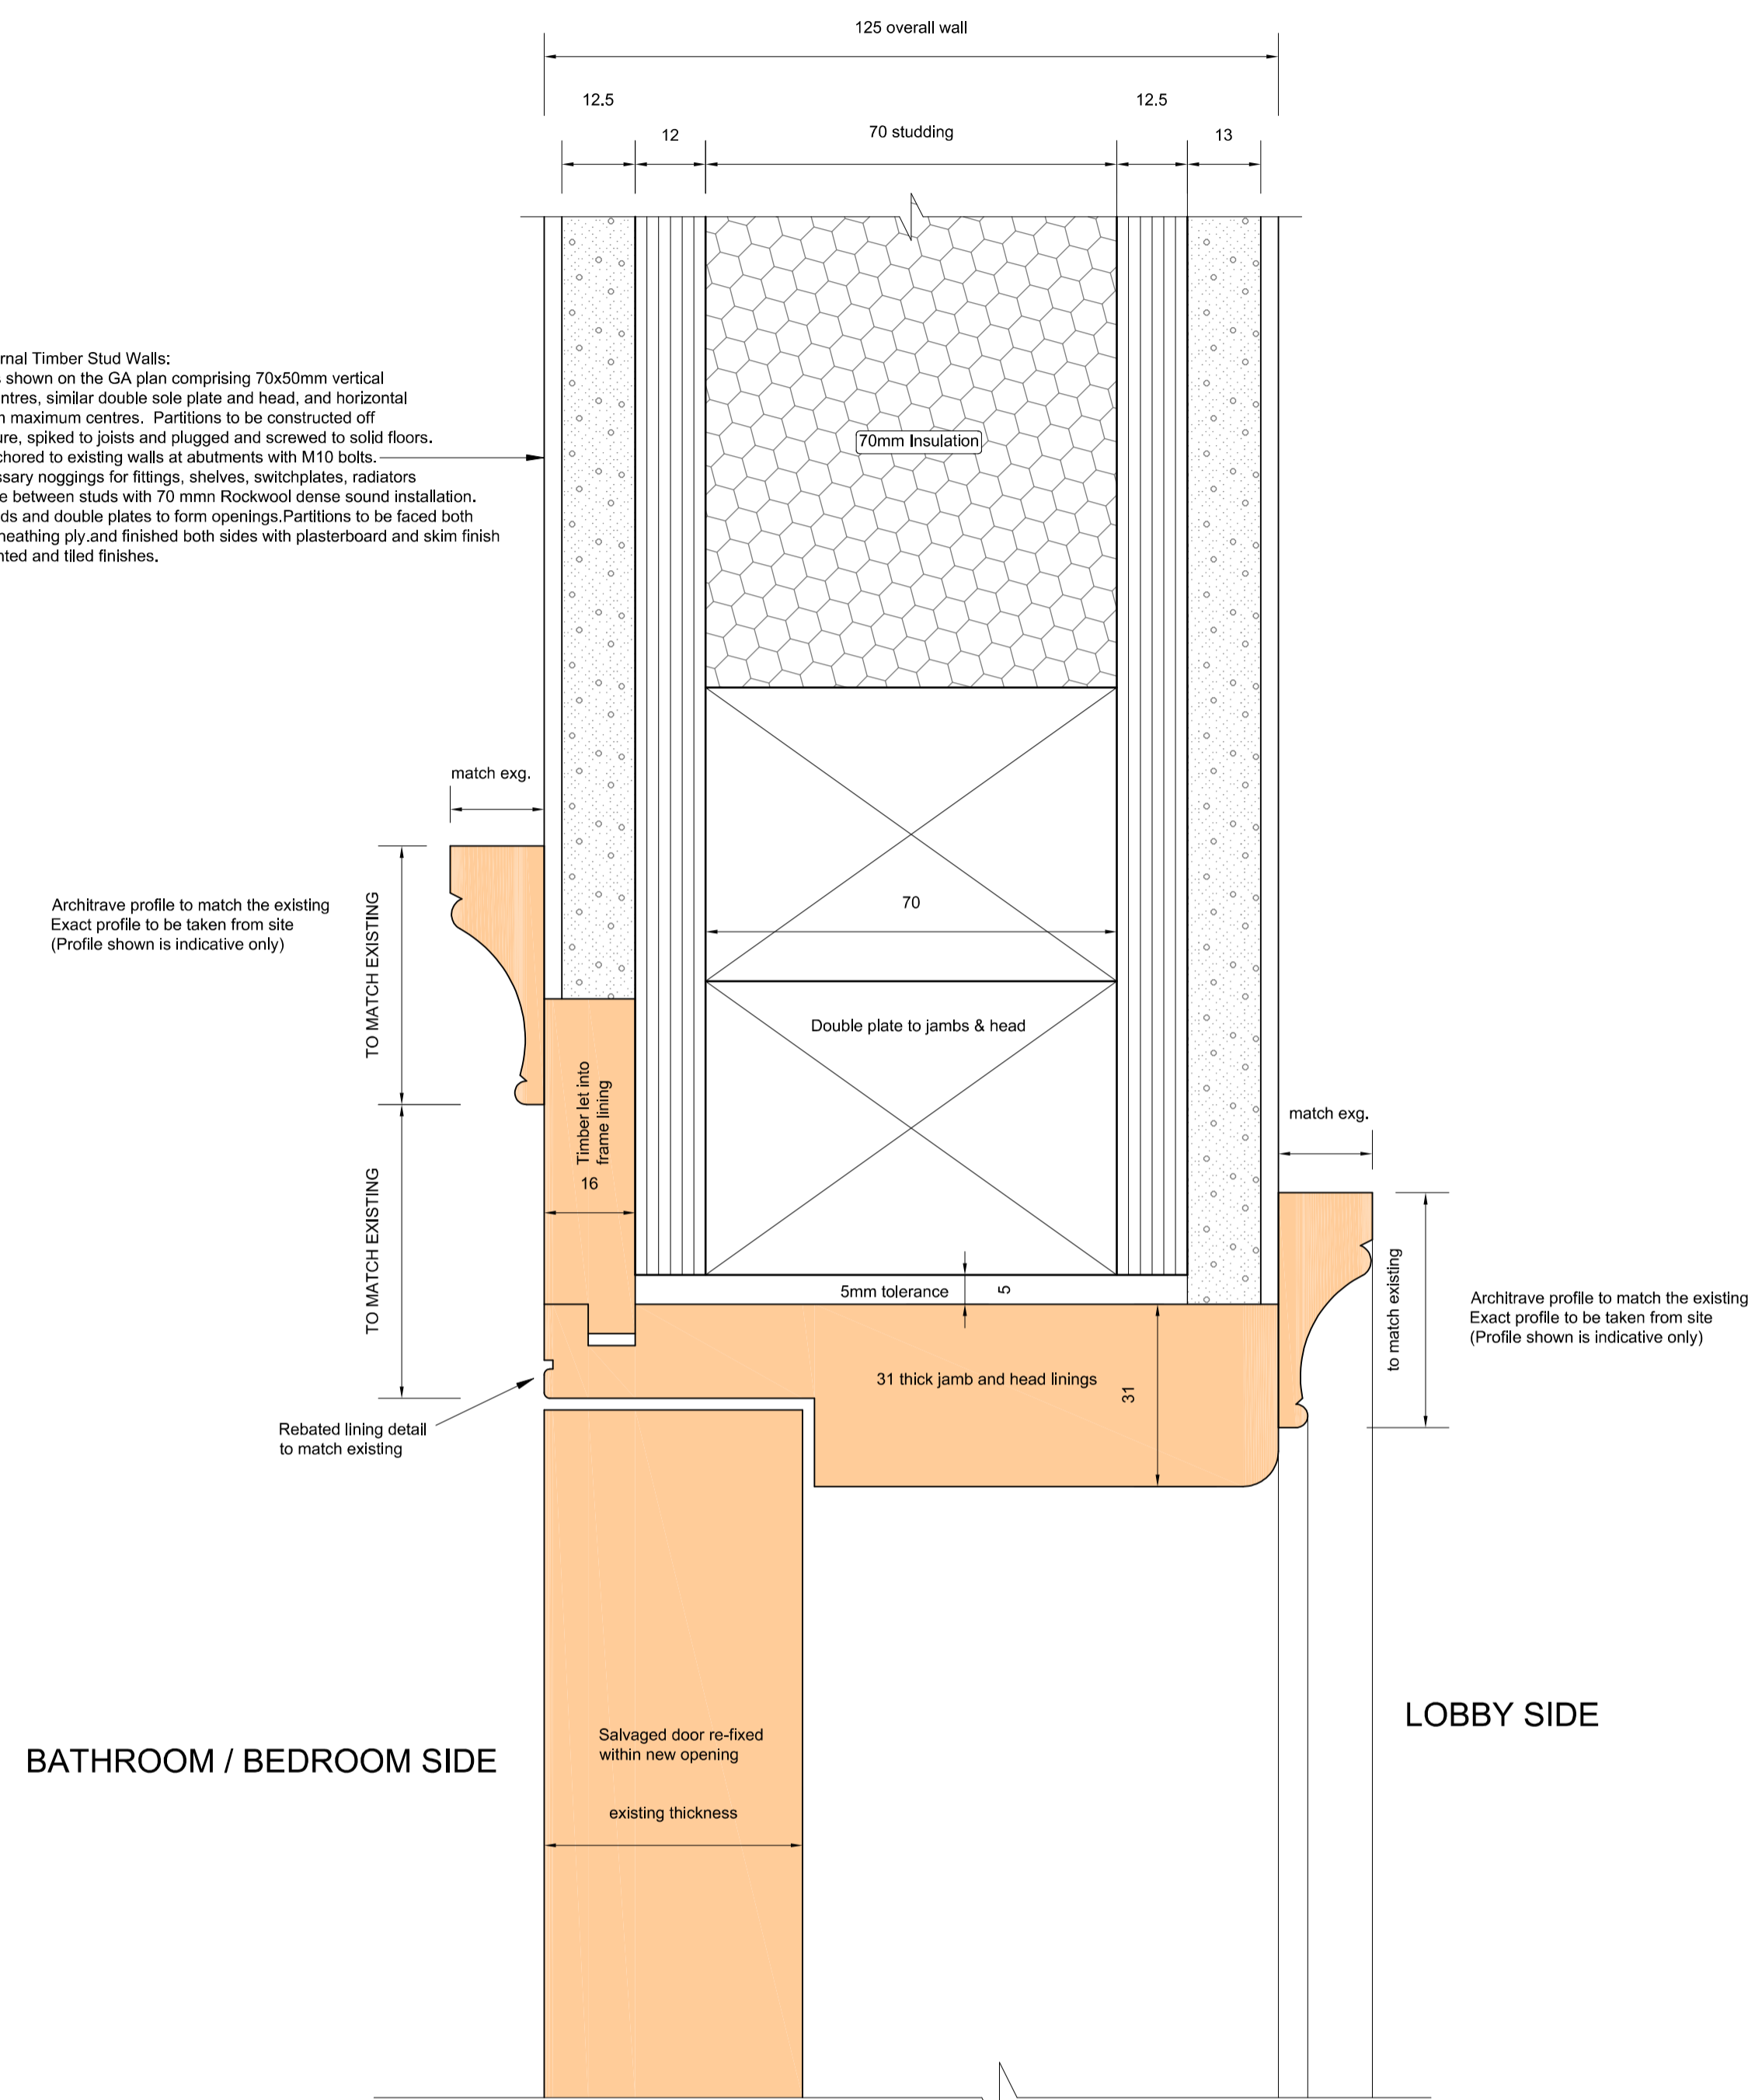 125 overall wall
12.5
12.5
12
70 studding
13
rnal Timber Stud Walls:
s shown on the GA plan comprising 70x50mm vertical
ntres, similar double sole plate and head, and horizontal
m maximum centres. Partitions to be constructed off
ure, spiked to joists and plugged and screwed to solid floors.
chored to existing walls at abutments with M10 bolts.
ssary noggings for fittings, shelves, switchplates, radiators
e between studs with 70 mmn Rockwool dense sound installation.
ds and double plates to form openings.Partitions to be faced both
heathing ply.and finished both sides with plasterboard and skim finish
nted and tiled finishes.
70mm Insulation
match exg.
Architrave profile to match the existing
Exact profile to be taken from site
(Profile shown is indicative only)
TO MATCH EXISTING
70
Double plate to jambs & head
Timber let into
frame lining
16
match exg.
TO MATCH EXISTING
5mm tolerance
5
to match existing
Architrave profile to match the existing
Exact profile to be taken from site
(Profile shown is indicative only)
31 thick jamb and head linings
31
Rebated lining detail
to match existing
LOBBY SIDE
BATHROOM / BEDROOM SIDE
Salvaged door re-fixed
within new opening
existing thickness